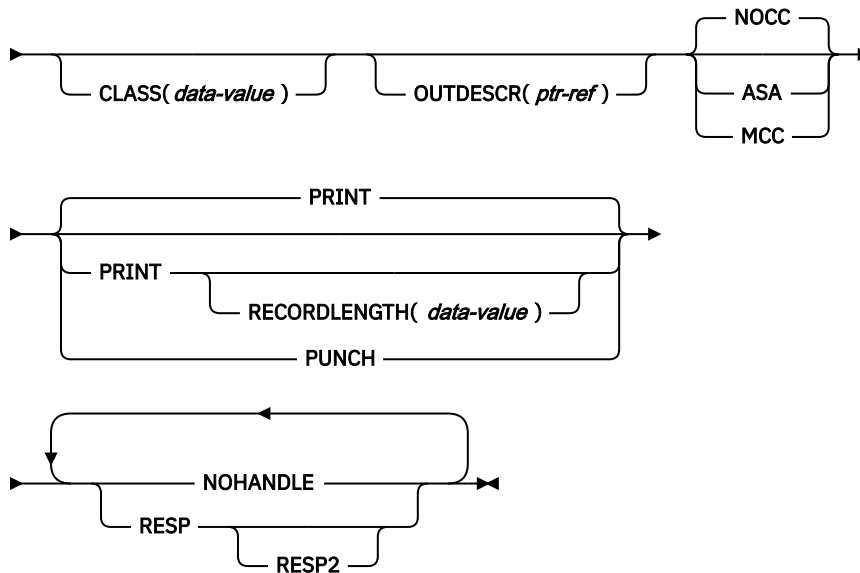 NOCC
CLASS( data-value ) OUTDESCR( ptr-ref ) ASA
MCC
PRINT
PRINT
RECORDLENGTH( data-value )
PUNCH
NOHANDLE
RESP
RESP2